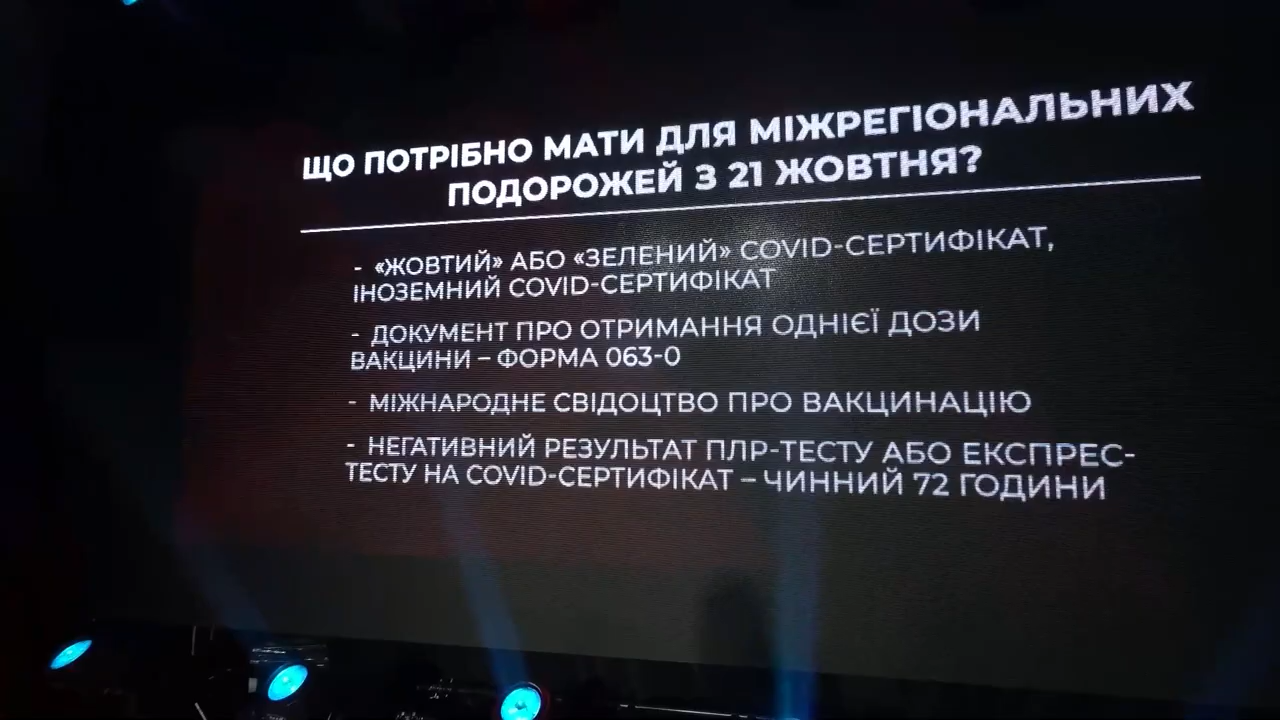 ЩО ПОТРІБНО МАТИ ДЛЯ МІЖРЕГІОНАЛЬНИХ
ПОДОРОЖЕЙ З 21 ЖОВТНЯ?
- «ЖОВТИЙ» АБО «ЗЕЛЕНИЙ» COVID-СЕРТИФІКАТ,
ІНОЗЕМНИЙ COVID-СЕРТИФІКАТ
- ДОКУМЕНТ ПРО ОТРИМАННЯ ОДНІЄЇ ДОЗИ
ВАКЦИНИ – ФОРМА 063-0
- МІЖНАРОДНЕ СВІДОЦТВО ПРО ВАКЦИНАЦІЮ
- НЕГАТИВНИЙ РЕЗУЛЬТАТ ПЛР-ТЕСТУ АБО ЕКСПРЕС-
ТЕСТУ НА COVID-СЕРТИФІКАТ – ЧИННИЙ 72 ГОДИНИ